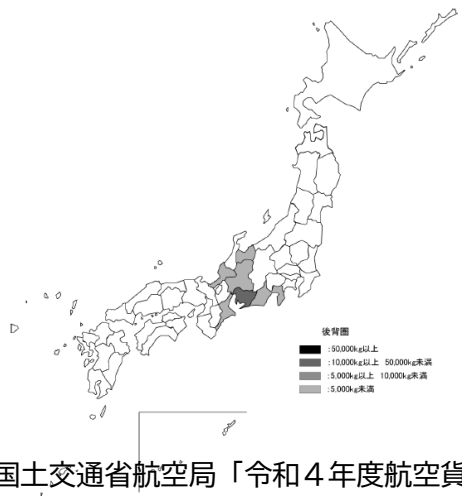 後背圏
:50,000kg以上
:10,000kg以上 50,000kg未満
:5,000kg以上 10,000kg未満
:5,000kg未満
国土交通省航空局「令和４年度航空貨